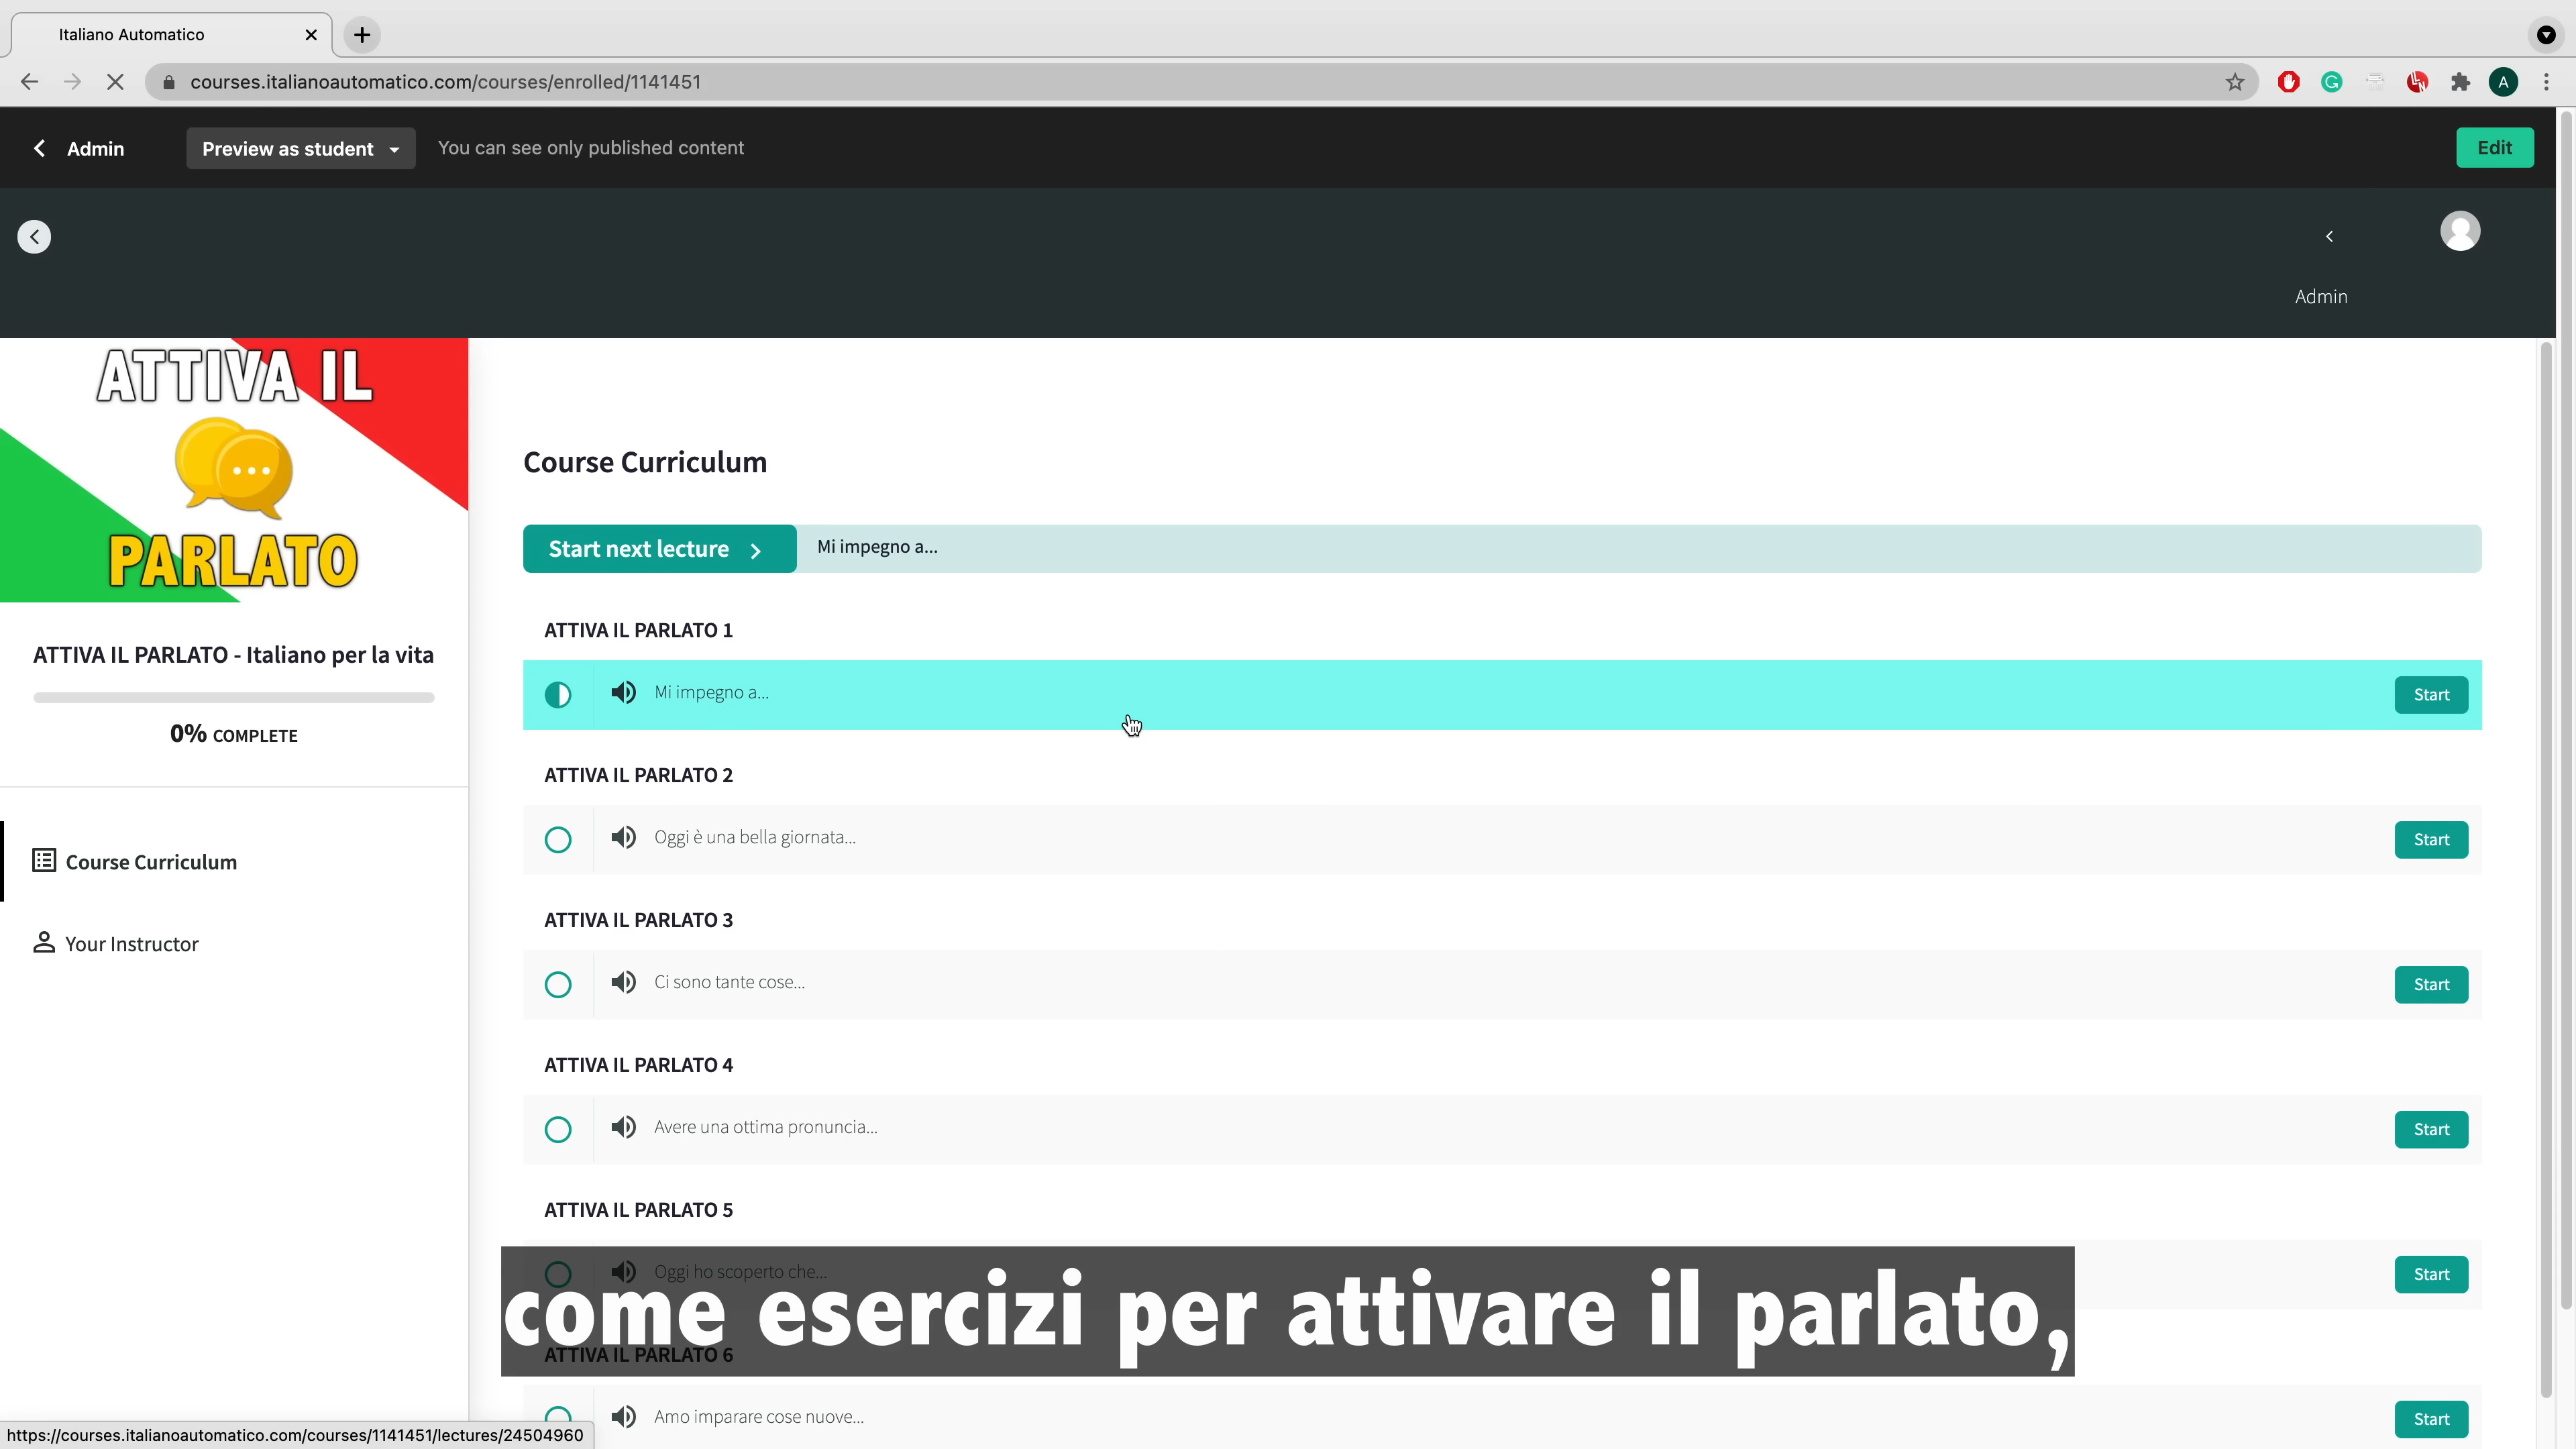 Italiano Automatico
courses.italianoautomatico.com/courses/enrolled/1141451
A
Admin
Preview as student
You can see only published content
Edit
Admin
ATTIVA IL
PARLATO
ATTIVA IL PARLATO - Italiano per la vita
0% COMPLETE
Course Curriculum
Your Instructor
Course Curriculum
Start next lecture
Mi impegno a...
ATTIVA IL PARLATO 1
Mi impegno a...
Start
ATTIVA IL PARLATO 2
Oggi è una bella giornata...
Start
ATTIVA IL PARLATO 3
Ci sono tante cose...
Start
ATTIVA IL PARLATO 4
Avere una ottima pronuncia...
Start
ATTIVA IL PARLATO 5
Oggi ho scoperto che...
Start
come esercizi per attivare il parlato,
ATTIVA IL PARLATO 6
Amo imparare cose nuove...
Start
https://courses.italianoautomatico.com/courses/1141451/lectures/24504960